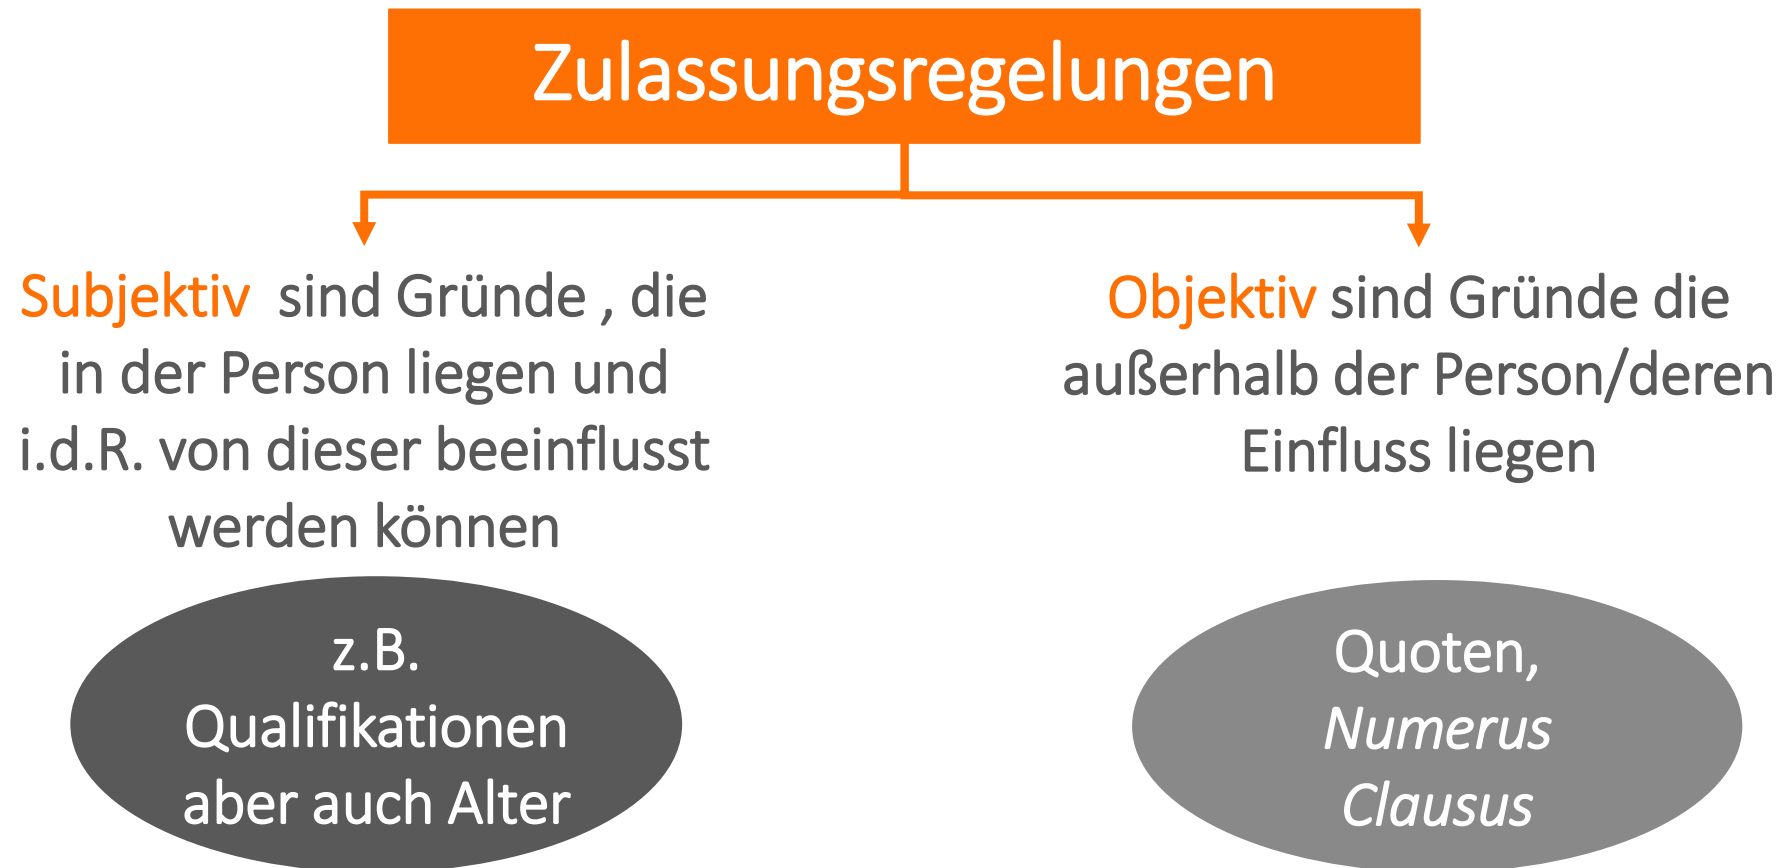 Zulassungsregelungen
Subjektiv  sind Gründe , die
in der Person liegen und
i.d.R. von dieser beeinflusst
werden können
z.B.
Qualifikationen
aber auch Alter
Objektiv sind Gründe die
außerhalb der Person/deren
Einfluss liegen
Quoten,
Numerus
Clausus